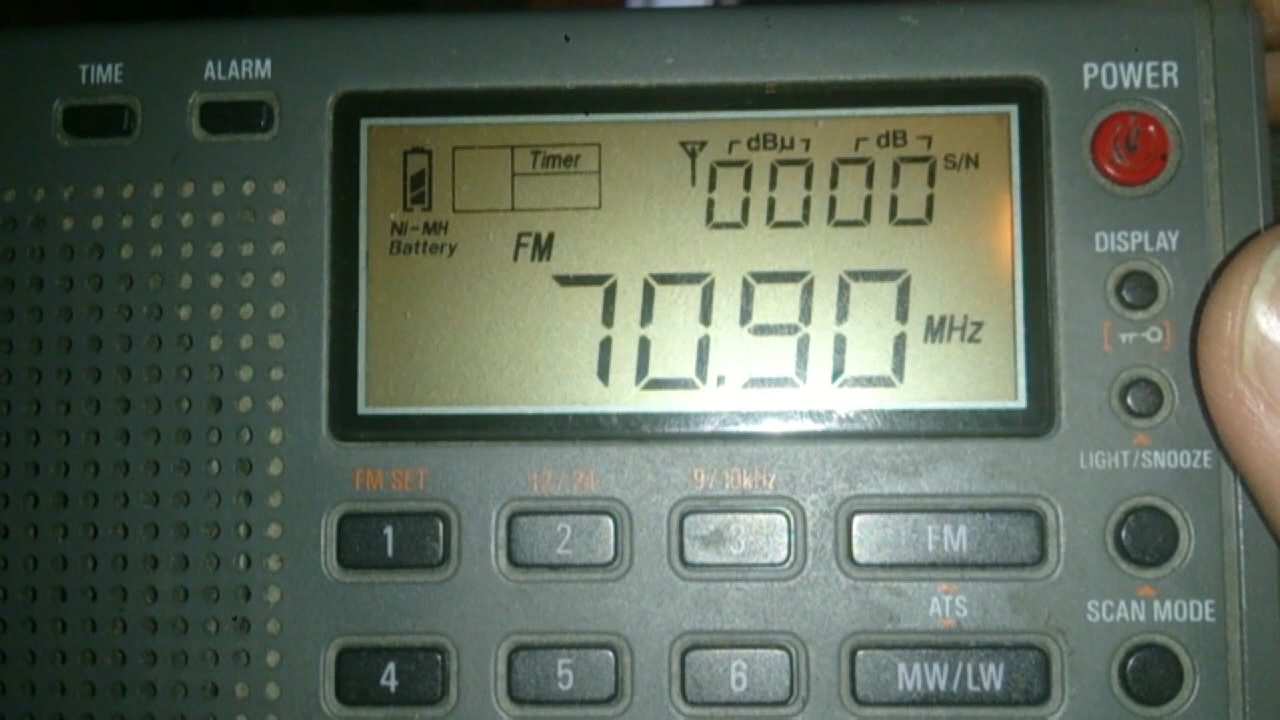 TIME ALARM POWER
Timer
dBµ dB
0000 S/N
Ni-MH
Battery
FM
70.90 MHz
DISPLAY
LIGHT/SNOOZE
FM SET 12/24 9/10kHz
1 2 3 FM
ATS
SCAN MODE
4 5 6 MW/LW